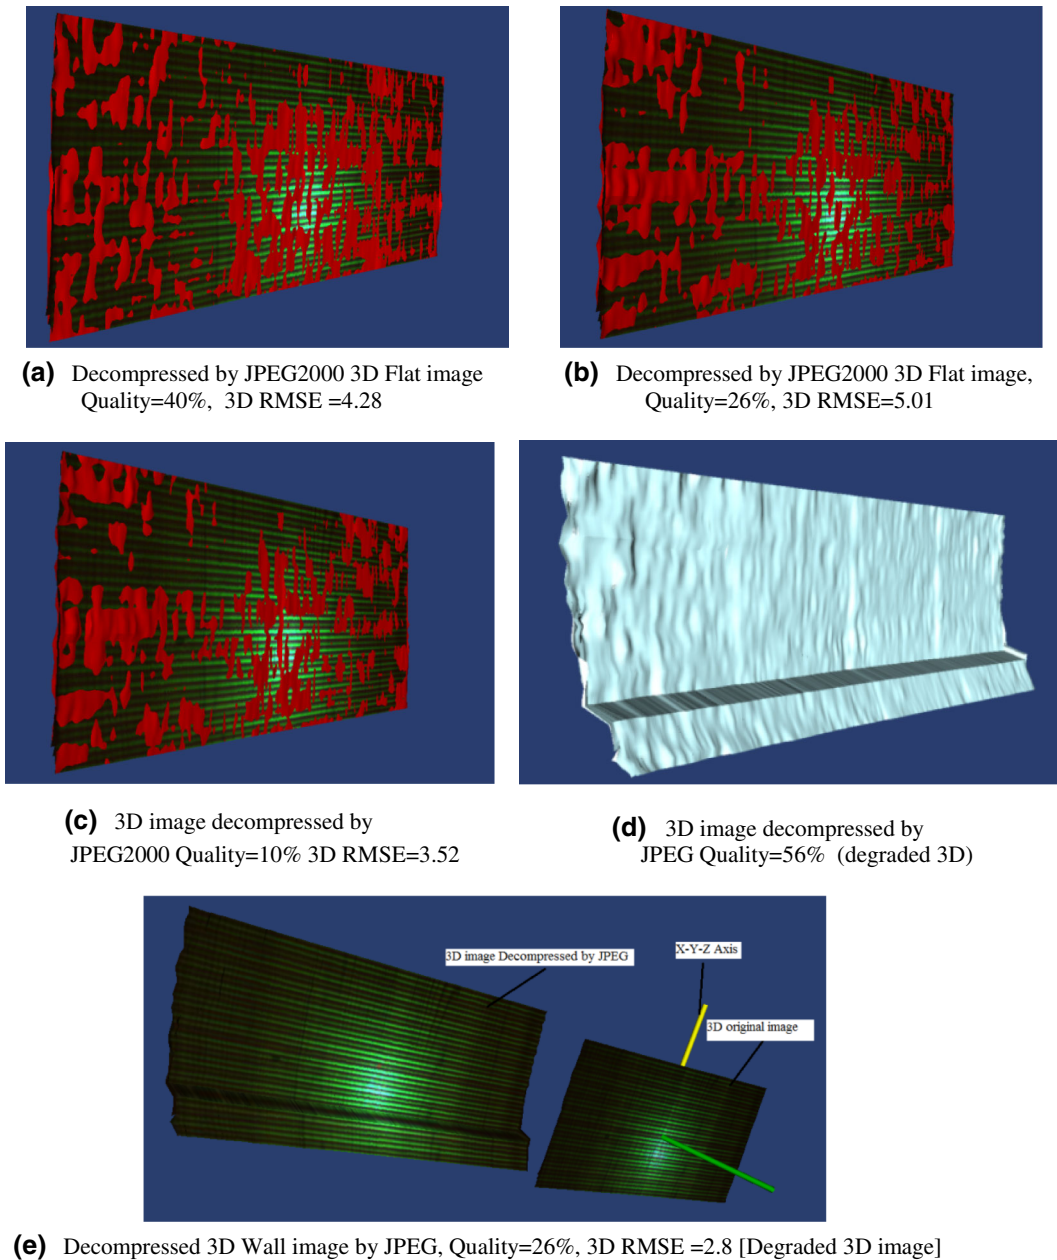 (a) Decompressed by JPEG2000 3D Flat image
Quality=40%, 3D RMSE =4.28
(b) Decompressed by JPEG2000 3D Flat image,
Quality=26%, 3D RMSE=5.01
(c) 3D image decompressed by
JPEG2000 Quality=10% 3D RMSE=3.52
(d) 3D image decompressed by
JPEG Quality=56% (degraded 3D)
3D image Decompressed by JPEG
X-Y-Z Axis
3D original image
(e) Decompressed 3D Wall image by JPEG, Quality=26%, 3D RMSE =2.8 [Degraded 3D image]